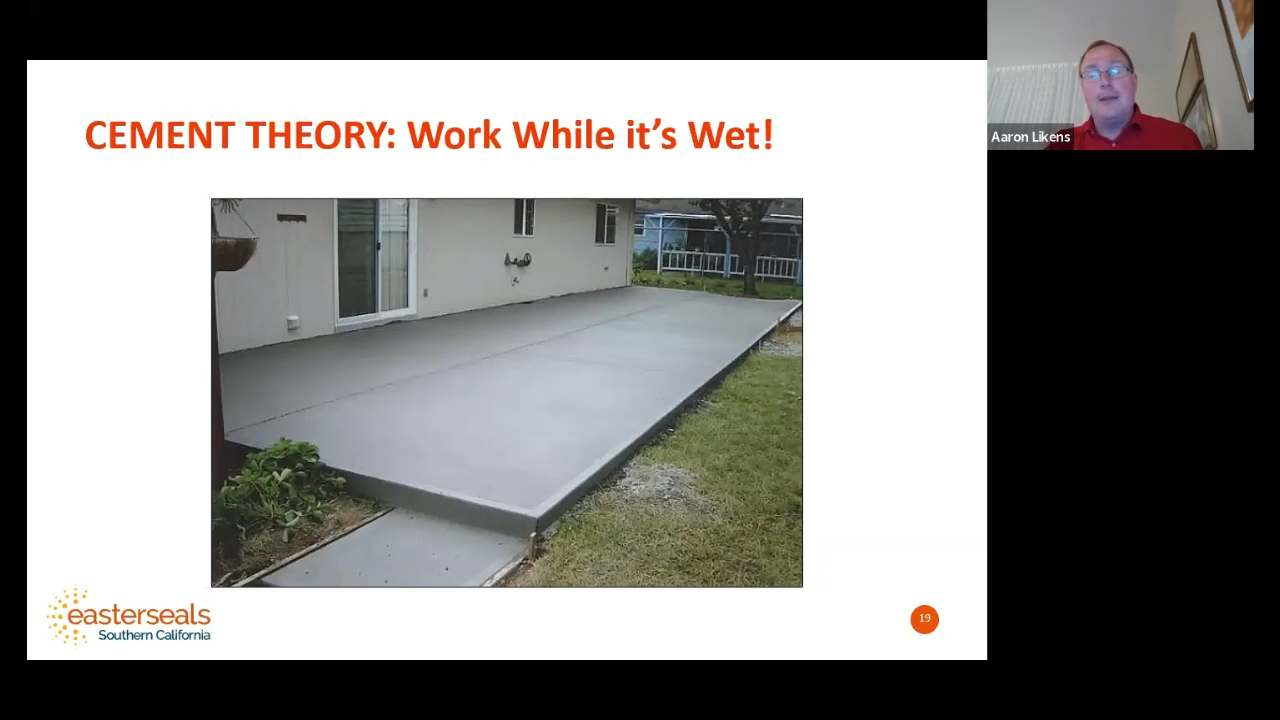 CEMENT THEORY: Work While it's Wet!
Aaron Likens
easterseals
Southern California
19